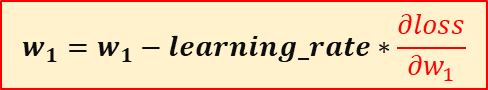 w₁ = w₁ − learning_rate * ∂loss/∂w₁